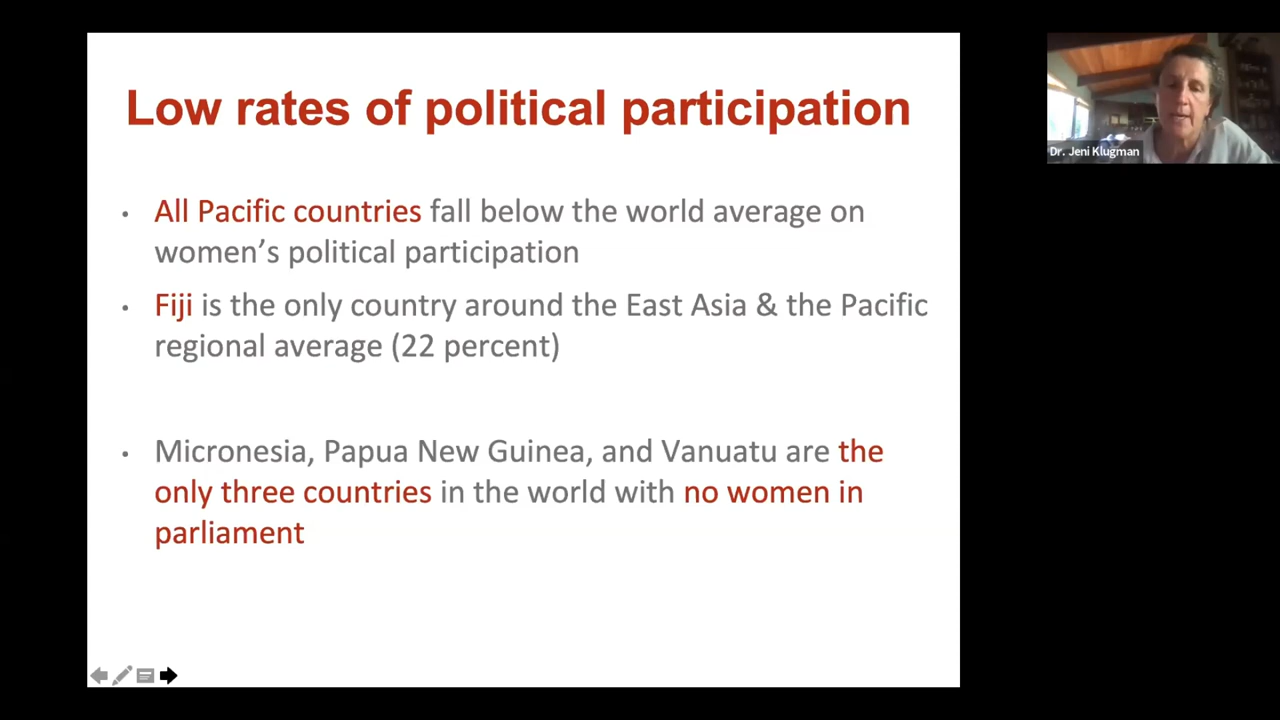 Low rates of political participation
• All Pacific countries fall below the world average on
women’s political participation
• Fiji is the only country around the East Asia & the Pacific
regional average (22 percent)
• Micronesia, Papua New Guinea, and Vanuatu are the
only three countries in the world with no women in
parliament
Dr. Jeni Klugman